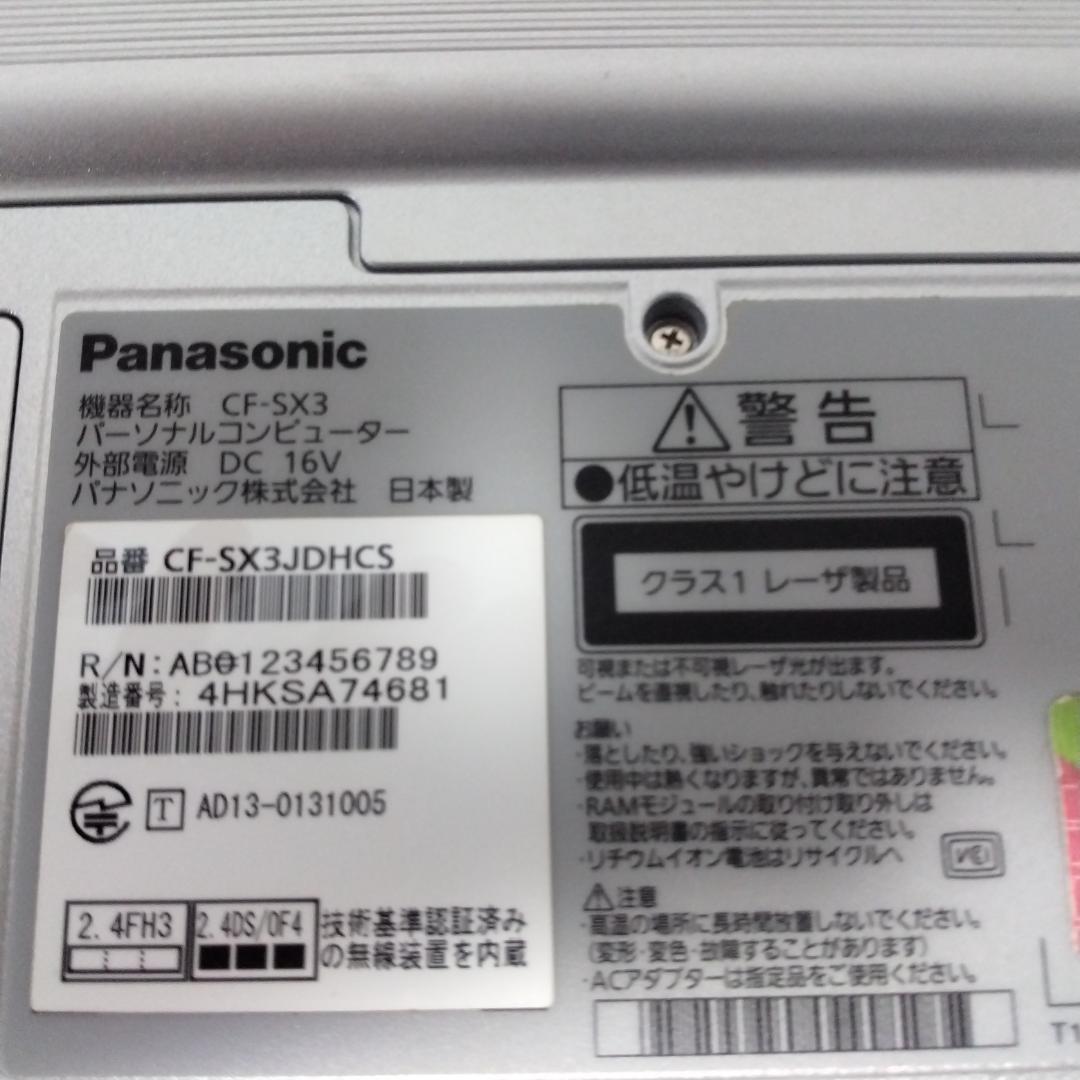 Panasonic
機器名称 CF-SX3
パーソナルコンピューター
外部電源 DC 16V
パナソニック株式会社 日本製
品番 CF-SX3JDHCS
R/N: AB0123456789
製造番号: 4HKSA74681
T AD13-0131005
2.4FH3
2.4DS/OF4
技術基準認証済み
の無線装置を内蔵
警告
●低温やけどに注意
クラス1 レーザ製品
可視または不可視レーザ光が出ます。
ビームを直視したり、触れたりしないでください。
お願い
・落としたり、強いショックを与えないでください。
・使用中は熱くなりますが、異常ではありません。
・RAMモジュールの取り付け取り外しは
取扱説明書の指示に従ってください。
・リチウムイオン電池はリサイクルへ
VCI
注意
・高温の場所に長時間放置しないでください。
(変形・変色・故障することがあります)
・ACアダプターは指定品をご使用ください。
T1